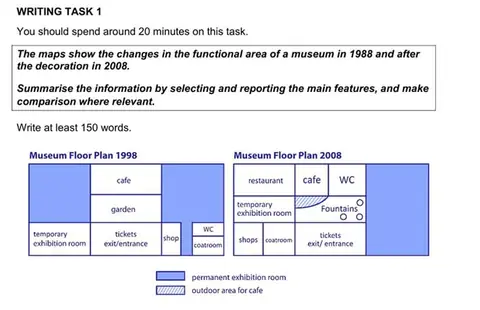 WRITING TASK 1
You should spend around 20 minutes on this task.
The maps show the changes in the functional area of a museum in 1988 and after
the decoration in 2008.
Summarise the information by selecting and reporting the main features, and make
comparison where relevant.
Write at least 150 words.
Museum Floor Plan 1998
cafe
garden
temporary
exhibition room
tickets
exit/entrance
shop
WC
coatroom
Museum Floor Plan 2008
restaurant
cafe
WC
temporary
exhibition room
Fountains
shops
coatroom
tickets
exit/ entrance
permanent exhibition room
outdoor area for cafe